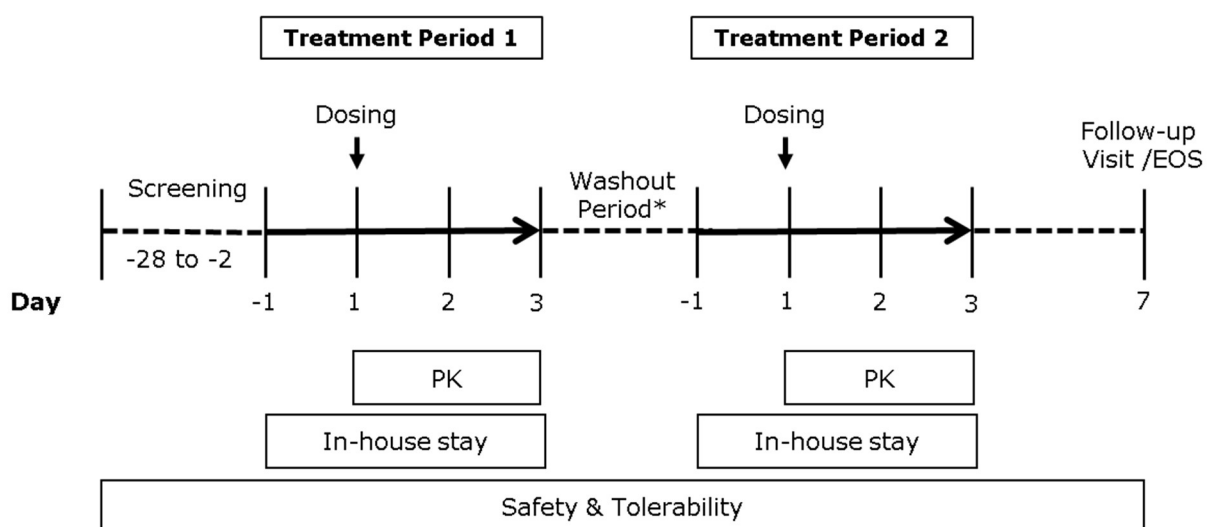 Treatment Period 1 Treatment Period 2
Dosing Dosing
Follow-up
Visit /EOS
Screening
Washout
Period*
-28 to -2
Day -1 1 2 3 -1 1 2 3 7
PK PK
In-house stay In-house stay
Safety & Tolerability